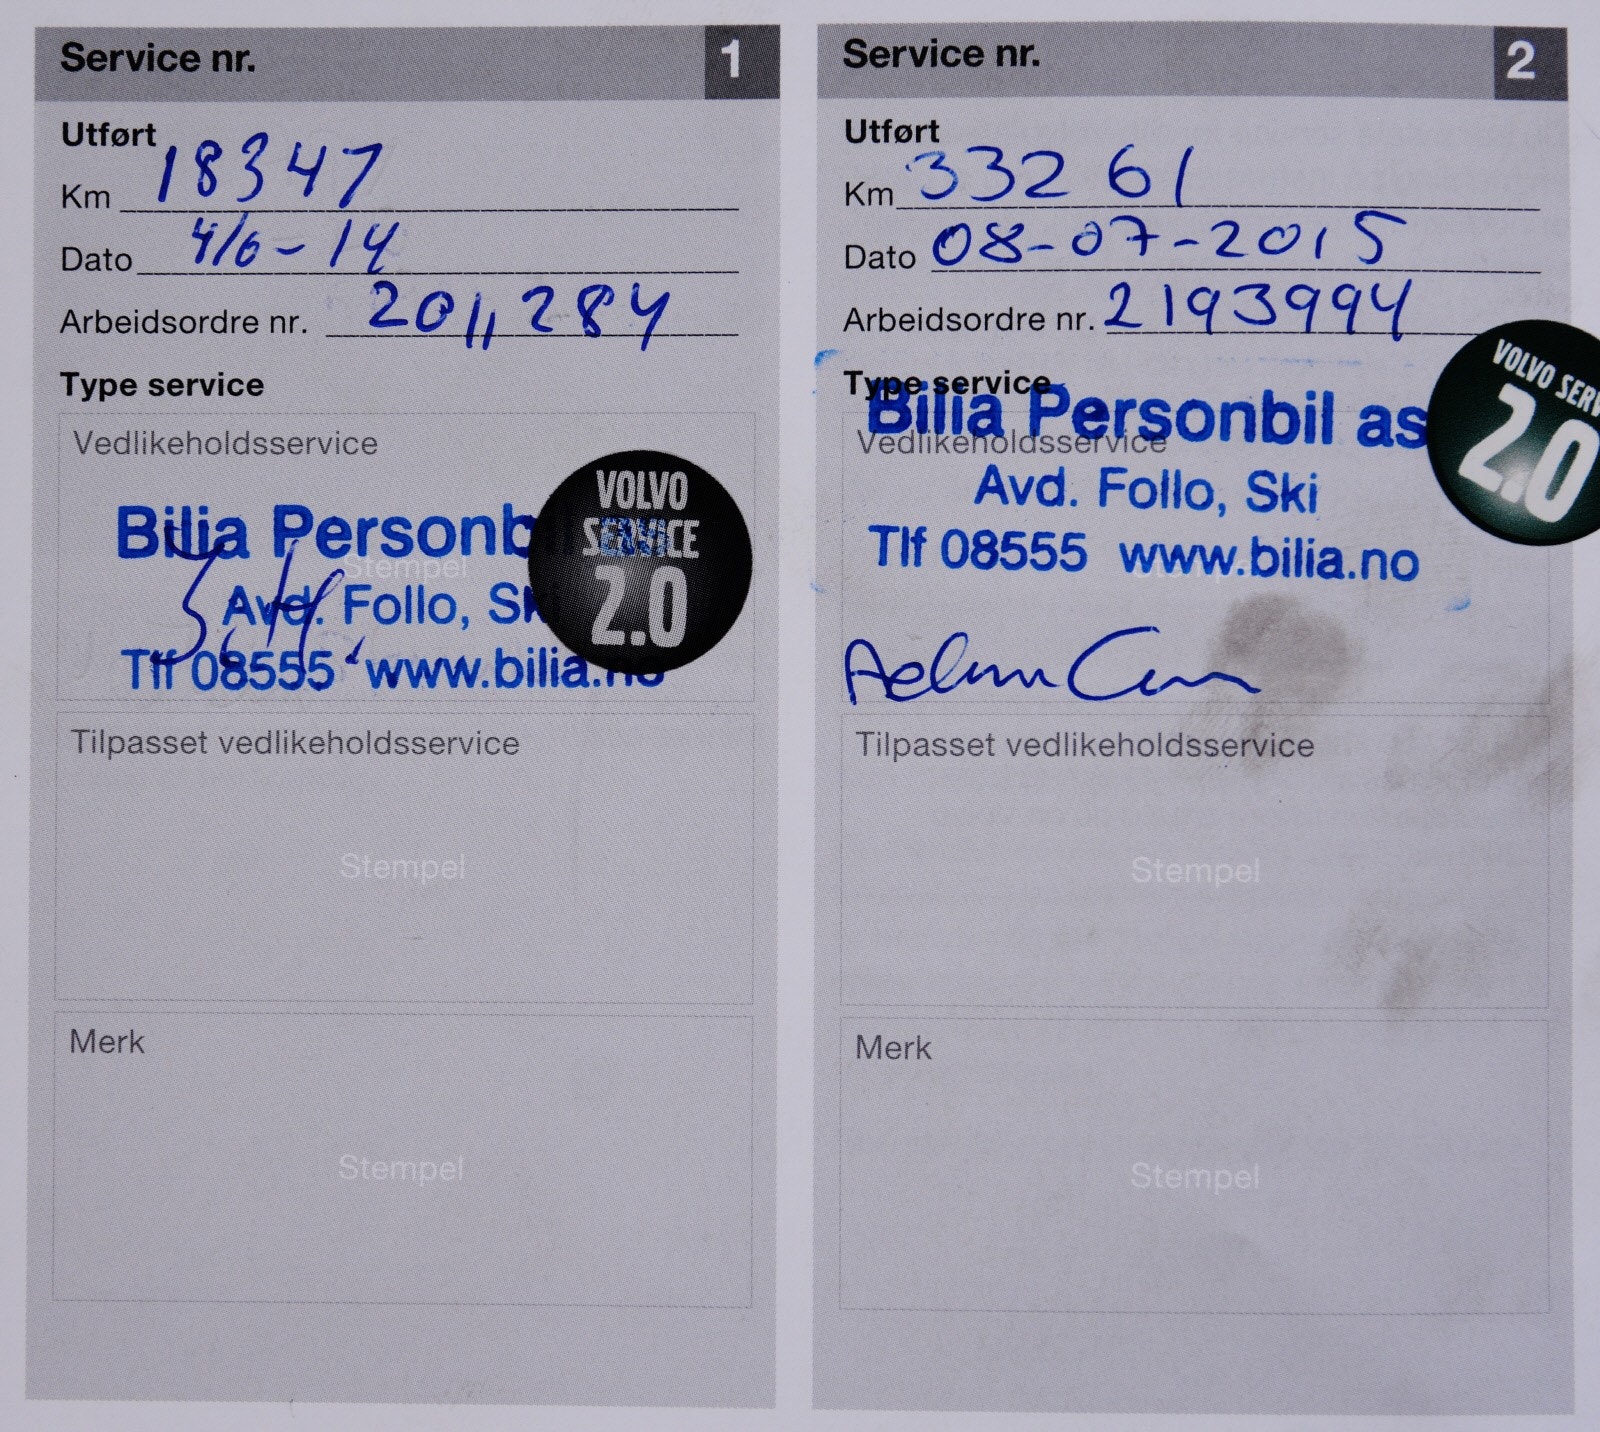 Service nr. 1
Utført
Km 18347
Dato 4/6-14
Arbeidsordre nr. 2011284
Type service
Vedlikeholdsservice
Stempel
Bilia Personb
Avd. Follo, Sk
Tlf 08555 www.bilia.no
VOLVO
SERVICE
2.0
Tilpasset vedlikeholdsservice
Stempel
Merk
Stempel
Service nr. 2
Utført
Km 33261
Dato 08-07-2015
Arbeidsordre nr. 2193994
Type service
Vedlikeholdsservice
Bilia Personbil as
Avd. Follo, Ski
Tlf 08555 www.bilia.no
VOLVO SERV
2.0
Tilpasset vedlikeholdsservice
Stempel
Merk
Stempel